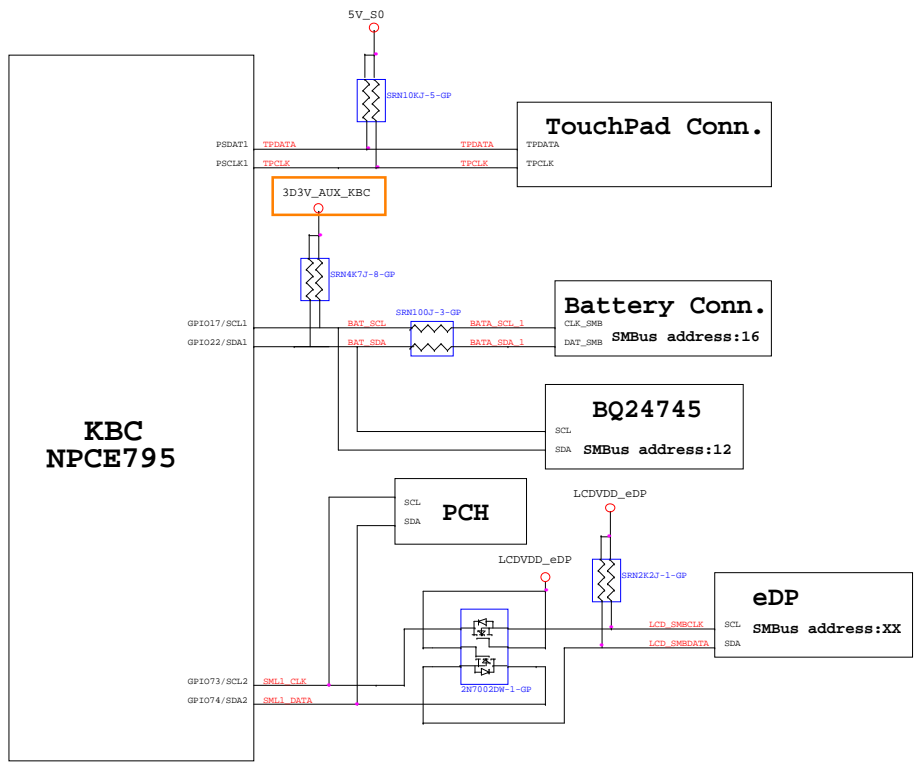 5V_S0
SRN10KJ-5-GP
TouchPad Conn.
PSDAT1 TPDATA TPDATA TPDATA
PSCLK1 TPCLK TPCLK TPCLK
3D3V_AUX_KBC
SRN4K7J-8-GP
SRN100J-3-GP
Battery Conn.
GPIO17/SCL1 BAT_SCL BATA_SCL_1 CLK_SMB
SMBus address:16
GPIO22/SDA1 BAT_SDA BATA_SDA_1 DAT_SMB
BQ24745
SCL
SDA SMBus address:12
KBC
NPCE795
SCL
PCH
SDA
LCDVDD_eDP
LCDVDD_eDP
SRN2K2J-1-GP
eDP
LCD_SMBCLK SCL
SMBus address:XX
LCD_SMBDATA SDA
GPIO73/SCL2 SML1_CLK
2N7002DW-1-GP
GPIO74/SDA2 SML1_DATA